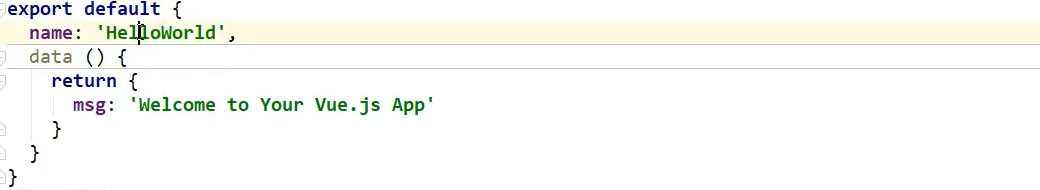 export default {
  name: 'HelloWorld',
  data () {
    return {
      msg: 'Welcome to Your Vue.js App'
    }
  }
}